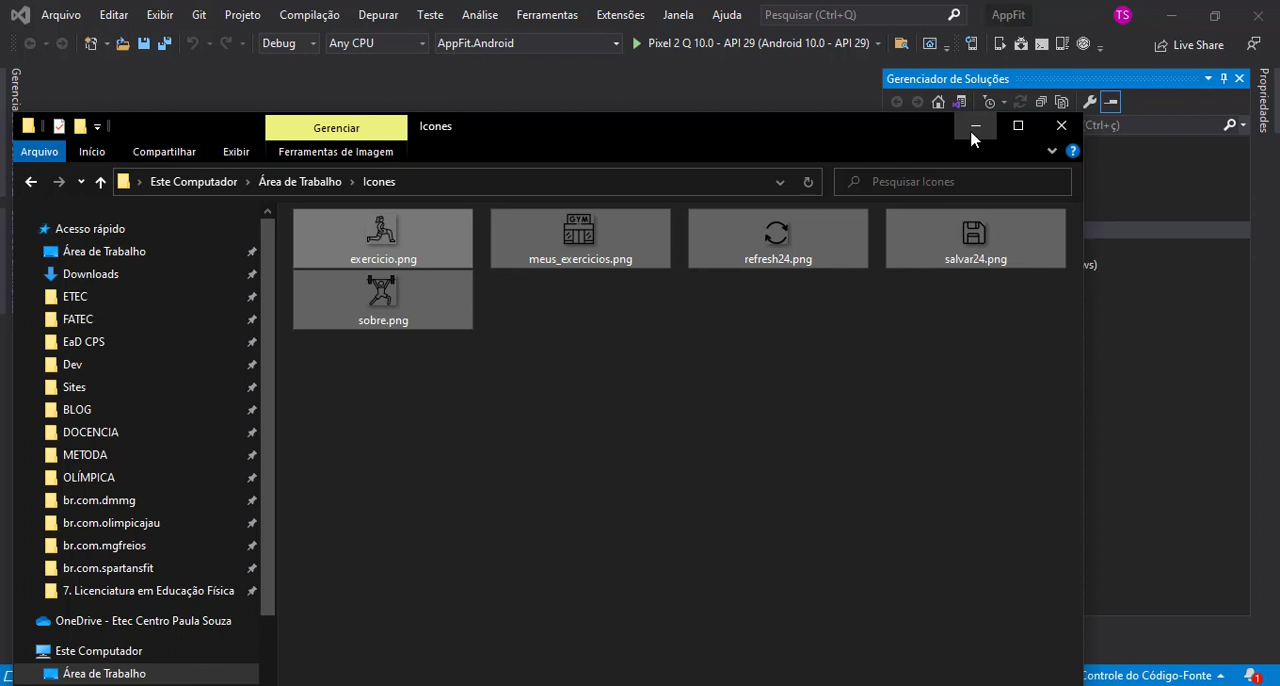 Arquivo Editar Exibir Git Projeto Compilação Depurar Teste Análise Ferramentas Extensões Janela Ajuda Pesquisar (Ctrl+Q) AppFit TS
Debug Any CPU AppFit.Android Pixel 2 Q 10.0 - API 29 (Android 10.0 - API 29) Live Share
Gerenciador de Soluções
Propriedades
Gerencia
Ctrl+ç)
Gerenciar Icones
Arquivo Início Compartilhar Exibir Ferramentas de Imagem
Este Computador Área de Trabalho Icones Pesquisar Icones
Acesso rápido
Área de Trabalho
Downloads
ETEC
FATEC
EaD CPS
Dev
Sites
BLOG
DOCENCIA
METODA
OLÍMPICA
br.com.dmmg
br.com.olimpicajau
br.com.mgfreios
br.com.spartansfit
7. Licenciatura em Educação Física
OneDrive - Etec Centro Paula Souza
Este Computador
Área de Trabalho
GYM
exercicio.png meus_exercicios.png refresh24.png salvar24.png
sobre.png
ws)
Controle do Código-Fonte 1